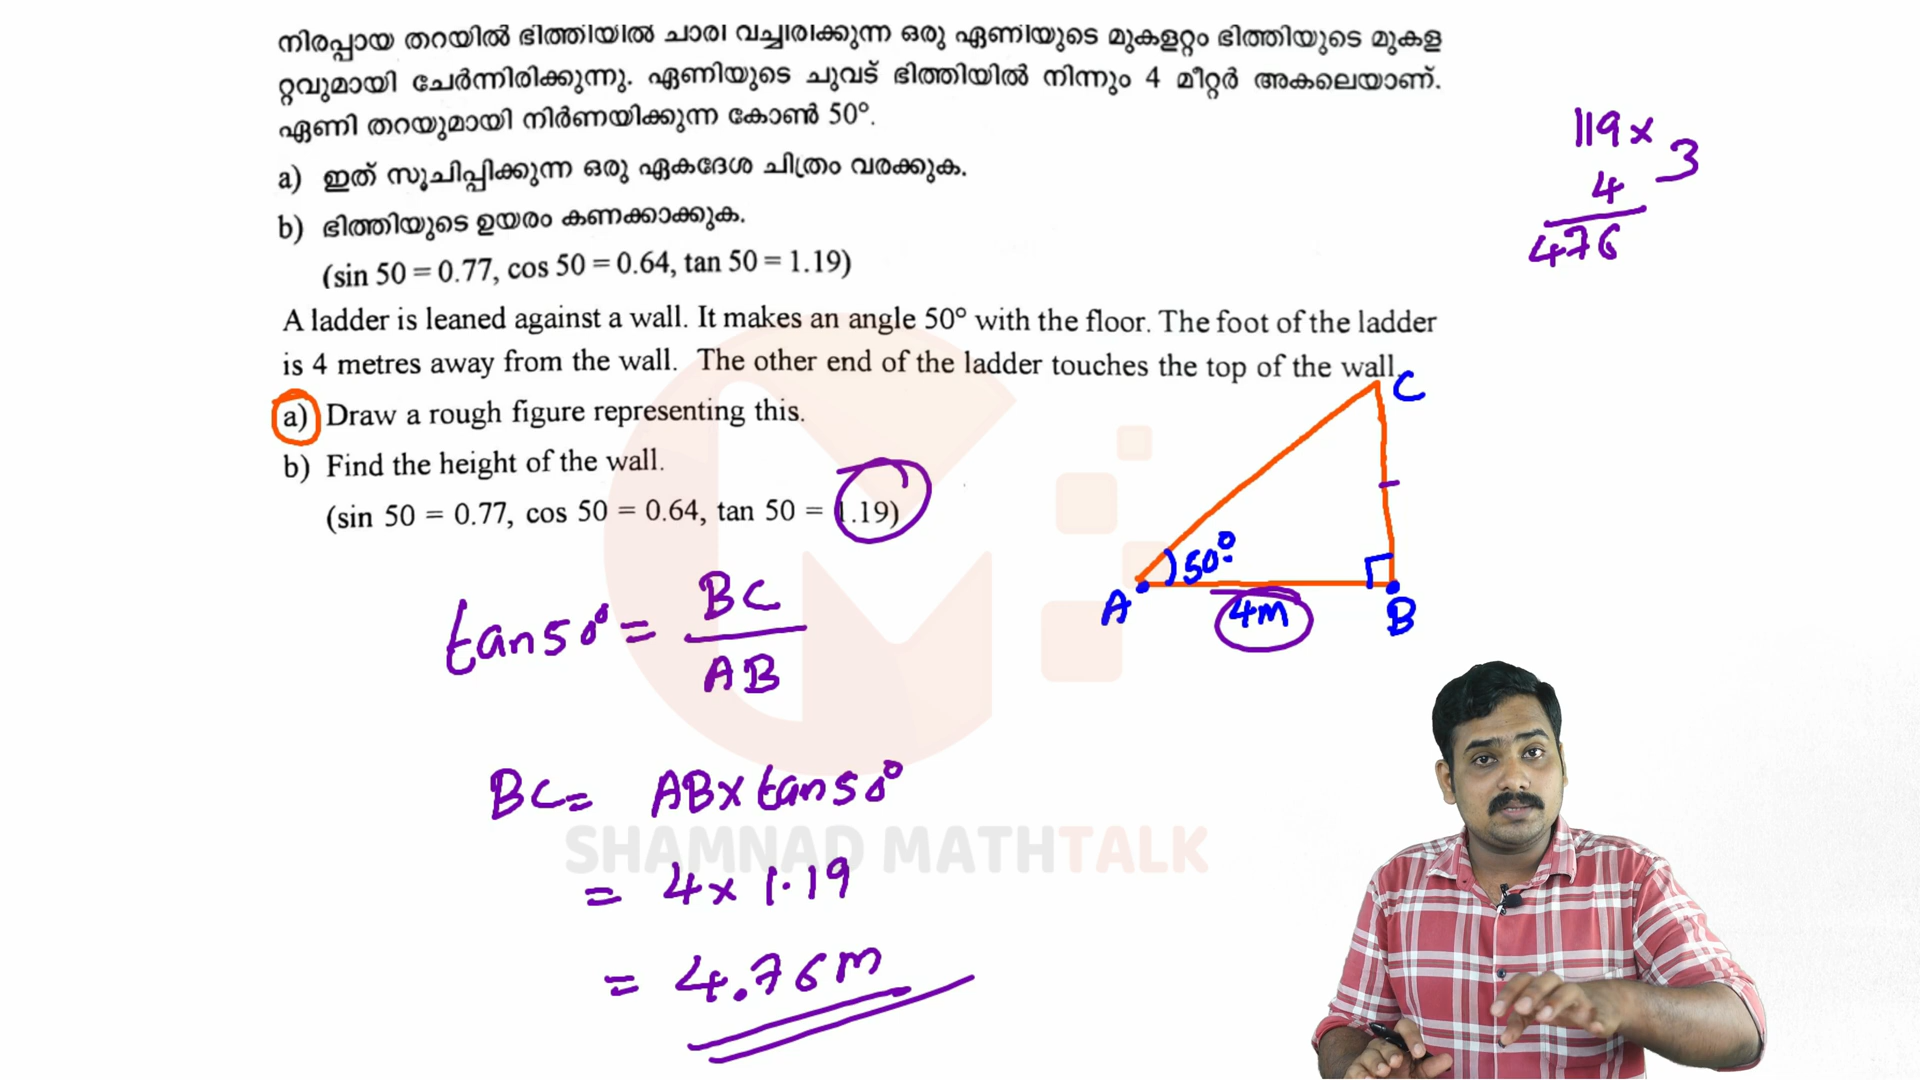 നിരപ്പായ തറയിൽ ഭിത്തിയിൽ ചാരി വച്ചിരിക്കുന്ന ഒരു ഏണിയുടെ മുകളറ്റം ഭിത്തിയുടെ മുകള
റ്റവുമായി ചേർന്നിരിക്കുന്നു. ഏണിയുടെ ചുവട് ഭിത്തിയിൽ നിന്നും 4 മീറ്റർ അകലെയാണ്.
ഏണി തറയുമായി നിർണയിക്കുന്ന കോൺ 50°.
a) ഇത് സൂചിപ്പിക്കുന്ന ഒരു ഏകദേശ ചിത്രം വരക്കുക.
b) ഭിത്തിയുടെ ഉയരം കണക്കാക്കുക.
(sin 50 = 0.77, cos 50 = 0.64, tan 50 = 1.19)
119 x
3
4
476
A ladder is leaned against a wall. It makes an angle 50° with the floor. The foot of the ladder
is 4 metres away from the wall. The other end of the ladder touches the top of the wall.
a) Draw a rough figure representing this.
b) Find the height of the wall.
(sin 50 = 0.77, cos 50 = 0.64, tan 50 = 1.19)
C
50°
A
4m
B
tan50° = BC
AB
BC = AB x tan50°
SHAMNAD MATHTALK
= 4 x 1.19
= 4.76m